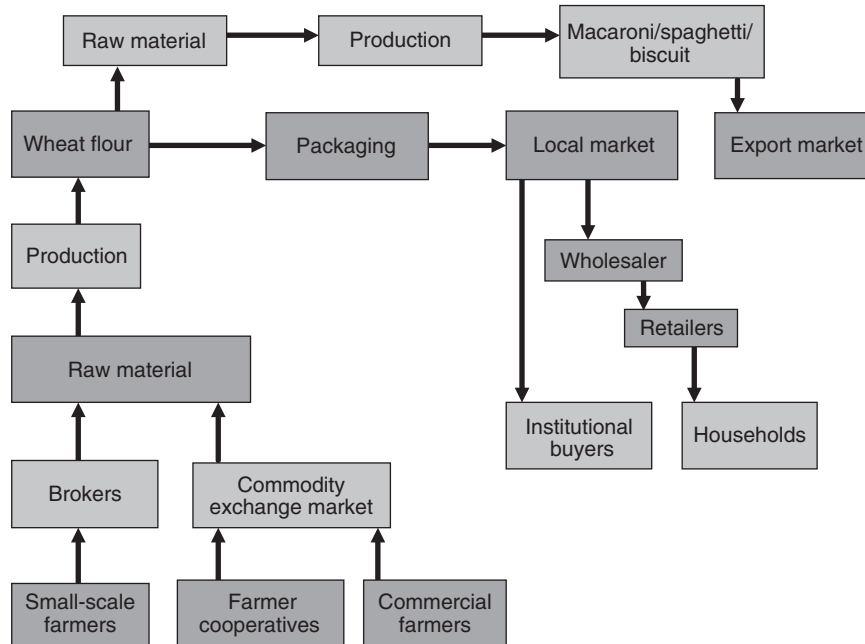 Raw material
Production
Macaroni/spaghetti/
biscuit
Wheat flour
Packaging
Local market
Export market
Production
Wholesaler
Retailers
Raw material
Institutional
buyers
Households
Brokers
Commodity
exchange market
Small-scale
farmers
Farmer
cooperatives
Commercial
farmers